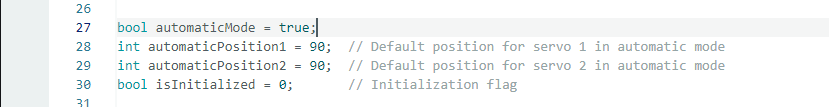 26
27 bool automaticMode = true;
28 int automaticPosition1 = 90;  // Default position for servo 1 in automatic mode
29 int automaticPosition2 = 90;  // Default position for servo 2 in automatic mode
30 bool isInitialized = 0;       // Initialization flag
31